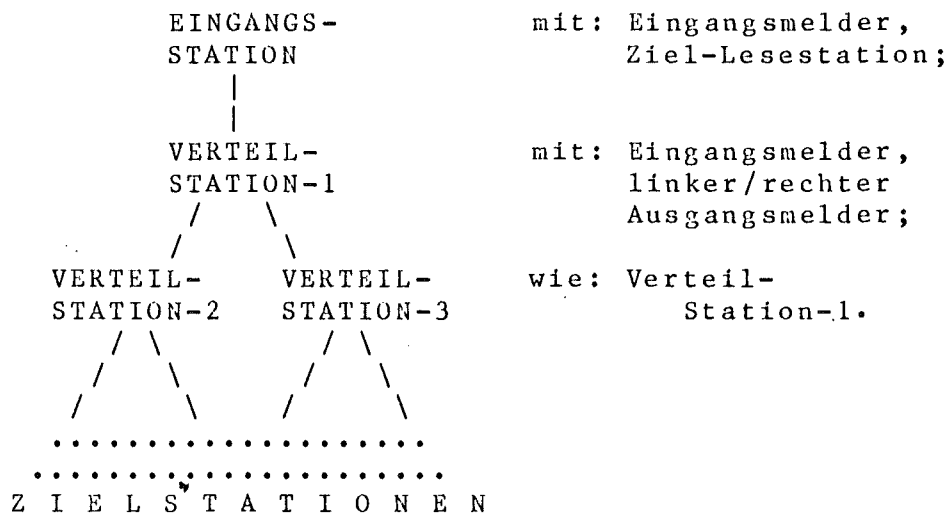 EINGANGS- mit: Eingangsmelder,
STATION Ziel-Lesestation;
VERTEIL- mit: Eingangsmelder,
STATION-1 linker/rechter
Ausgangsmelder;
VERTEIL- VERTEIL- wie: Verteil-
STATION-2 STATION-3 Station-1.
ZIELSTATIONEN